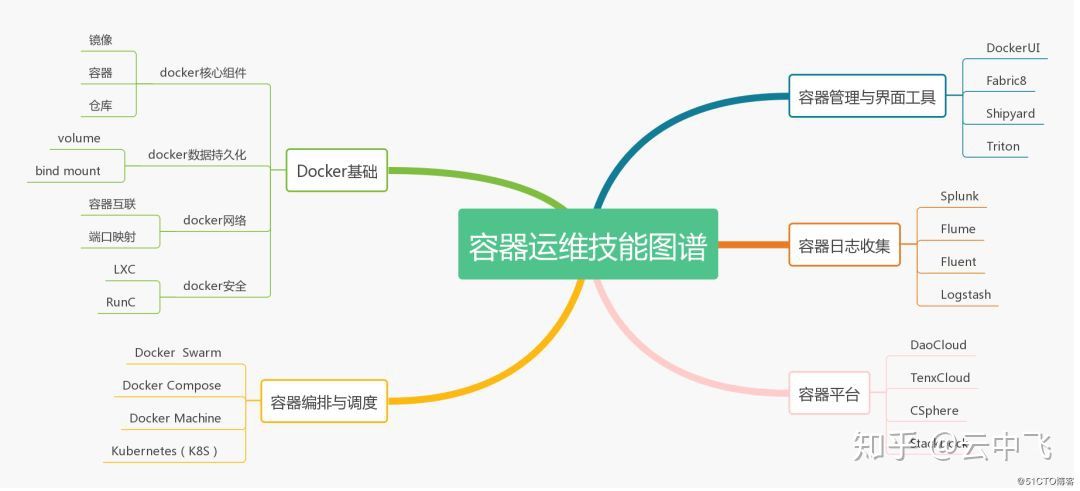 容器运维技能图谱
Docker基础
docker核心组件
镜像
容器
仓库
docker数据持久化
volume
bind mount
docker网络
容器互联
端口映射
docker安全
LXC
RunC
容器编排与调度
Docker Swarm
Docker Compose
Docker Machine
Kubernetes ( K8S )
容器管理与界面工具
DockerUI
Fabric8
Shipyard
Triton
容器日志收集
Splunk
Flume
Fluent
Logstash
容器平台
DaoCloud
TenxCloud
CSphere
知乎 @云中飞
@51CTO博客